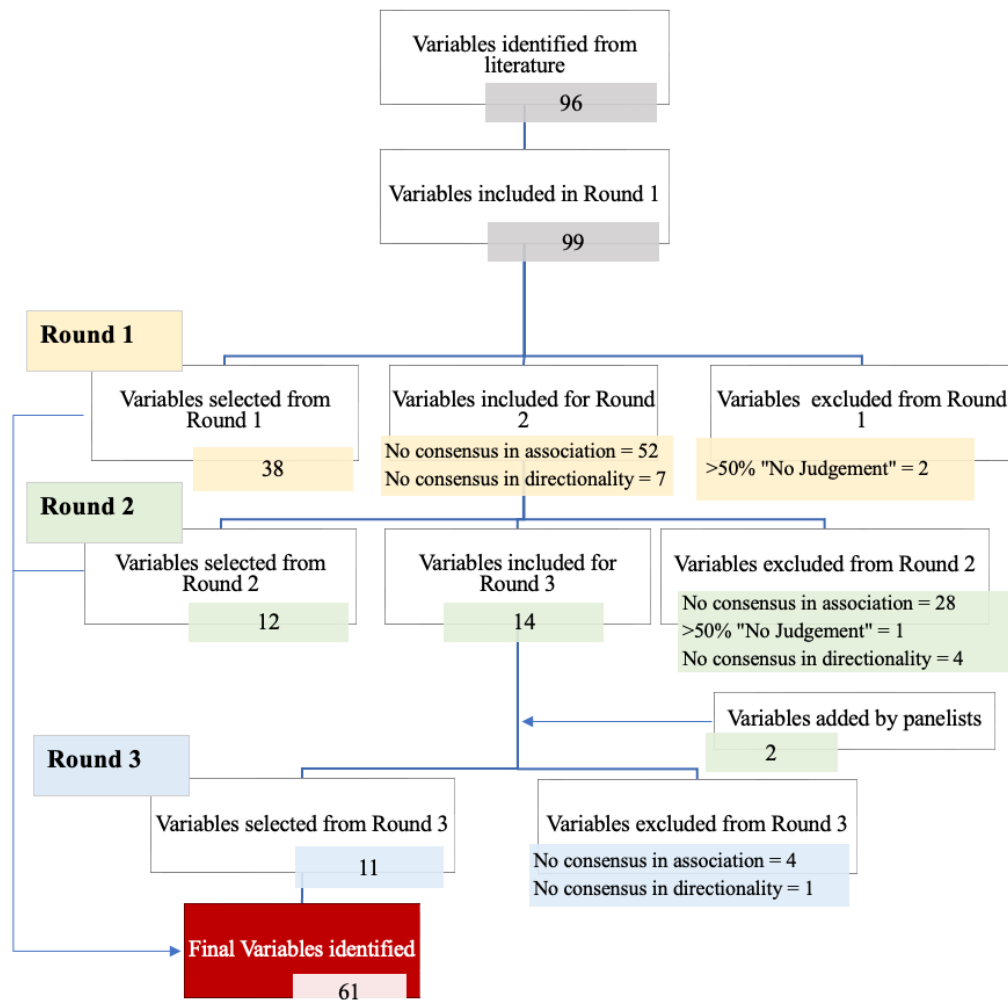 Variables identified from
literature
96
Variables included in Round 1
99
Round 1
Variables selected from
Round 1
38
Variables included for Round
2
No consensus in association = 52
No consensus in directionality = 7
Variables excluded from Round
1
>50% "No Judgement" = 2
Round 2
Variables selected from
Round 2
12
Variables included for
Round 3
14
Variables excluded from Round 2
No consensus in association = 28
>50% "No Judgement" = 1
No consensus in directionality = 4
Variables added by panelists
2
Round 3
Variables selected from Round 3
11
Variables excluded from Round 3
No consensus in association = 4
No consensus in directionality = 1
Final Variables identified
61